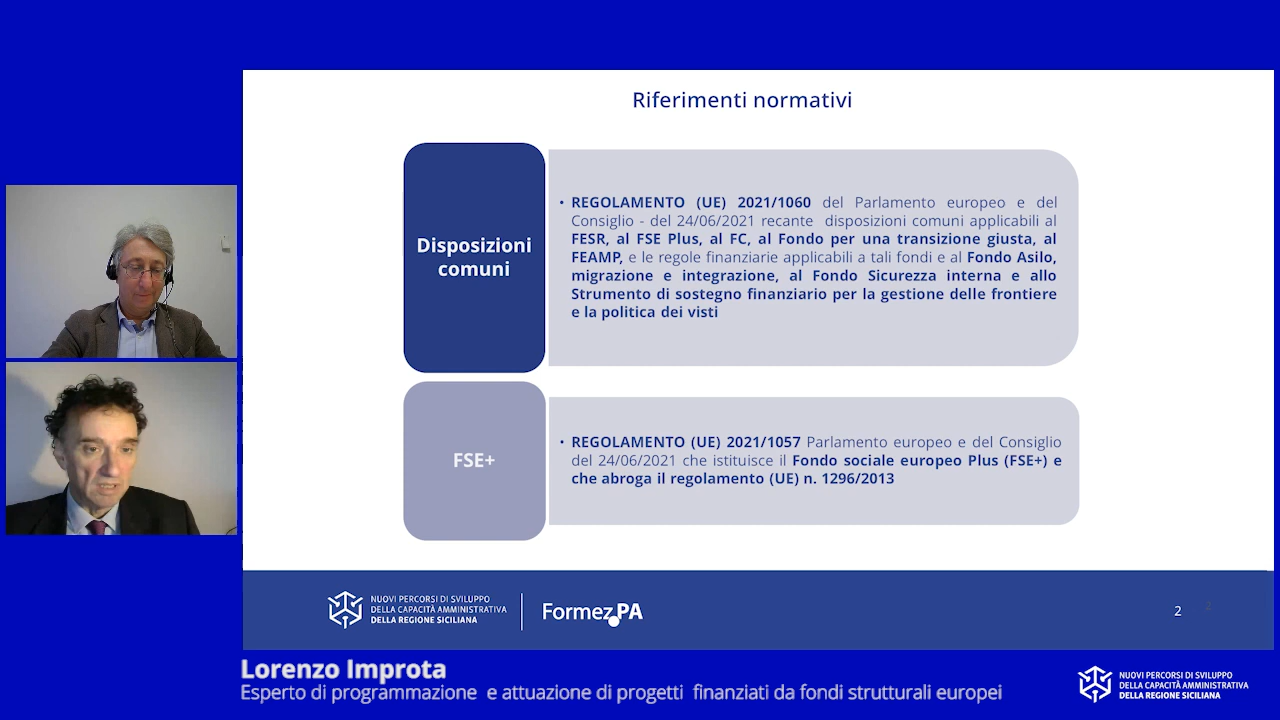 Riferimenti normativi
Disposizioni
comuni
• REGOLAMENTO (UE) 2021/1060 del Parlamento europeo e del
Consiglio - del 24/06/2021 recante disposizioni comuni applicabili al
FESR, al FSE Plus, al FC, al Fondo per una transizione giusta, al
FEAMP, e le regole finanziarie applicabili a tali fondi e al Fondo Asilo,
migrazione e integrazione, al Fondo Sicurezza interna e allo
Strumento di sostegno finanziario per la gestione delle frontiere
e la politica dei visti
FSE+
• REGOLAMENTO (UE) 2021/1057 Parlamento europeo e del Consiglio
del 24/06/2021 che istituisce il Fondo sociale europeo Plus (FSE+) e
che abroga il regolamento (UE) n. 1296/2013
NUOVI PERCORSI DI SVILUPPO
DELLA CAPACITÀ AMMINISTRATIVA
DELLA REGIONE SICILIANA
Formez.PA
2 2
Lorenzo Improta
Esperto di programmazione e attuazione di progetti finanziati da fondi strutturali europei
NUOVI PERCORSI DI SVILUPPO
DELLA CAPACITÀ AMMINISTRATIVA
DELLA REGIONE SICILIANA